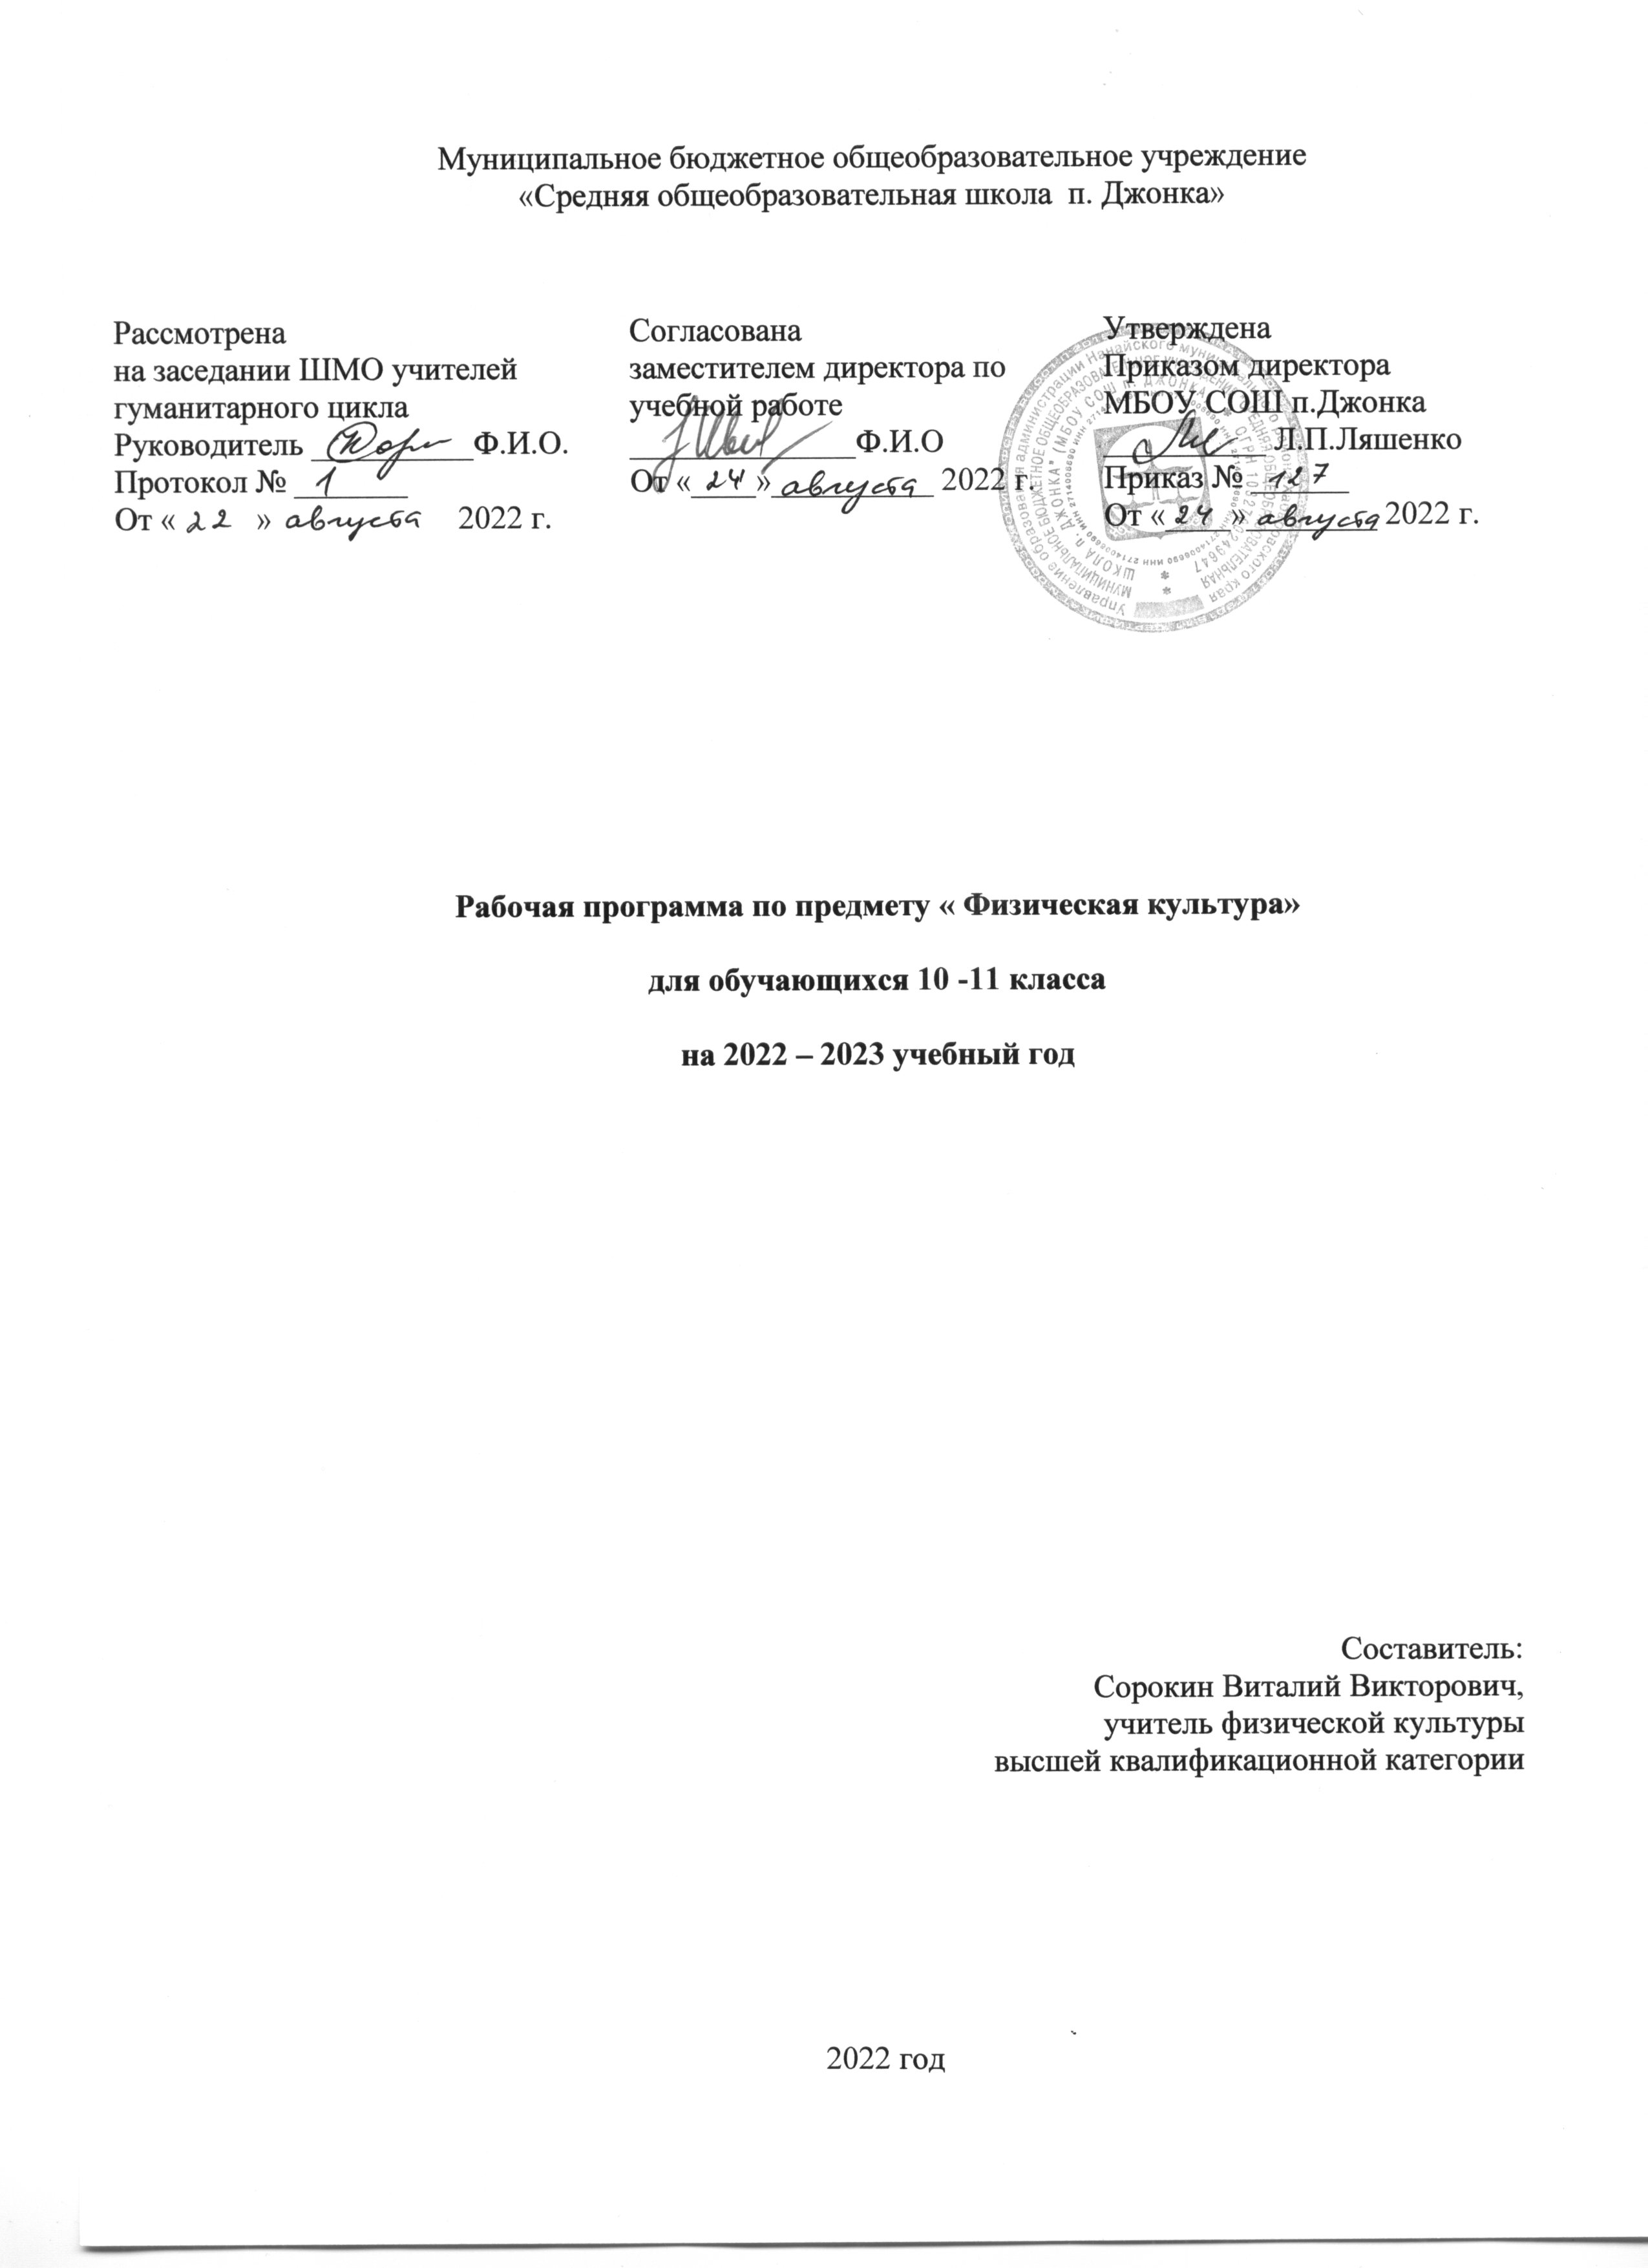 Муниципальное бюджетное общеобразовательное учреждение
«Средняя общеобразовательная школа п. Джонка»
Рассмотрена
на заседании ШМО учителей
гуманитарного цикла
Руководитель __________Ф.И.О.
Протокол № 1
От « 22 » августа 2022 г.
Согласована
заместителем директора по
учебной работе
______________Ф.И.О
От « 24 » августа 2022 г.
Утверждена
Приказом директора
МБОУ СОШ п.Джонка
__________ Л.П.Ляшенко
Приказ № 127
От « 24 » августа 2022 г.
Рабочая программа по предмету « Физическая культура»
для обучающихся 10 -11 класса
на 2022 – 2023 учебный год
Составитель:
Сорокин Виталий Викторович,
учитель физической культуры
высшей квалификационной категории
2022 год